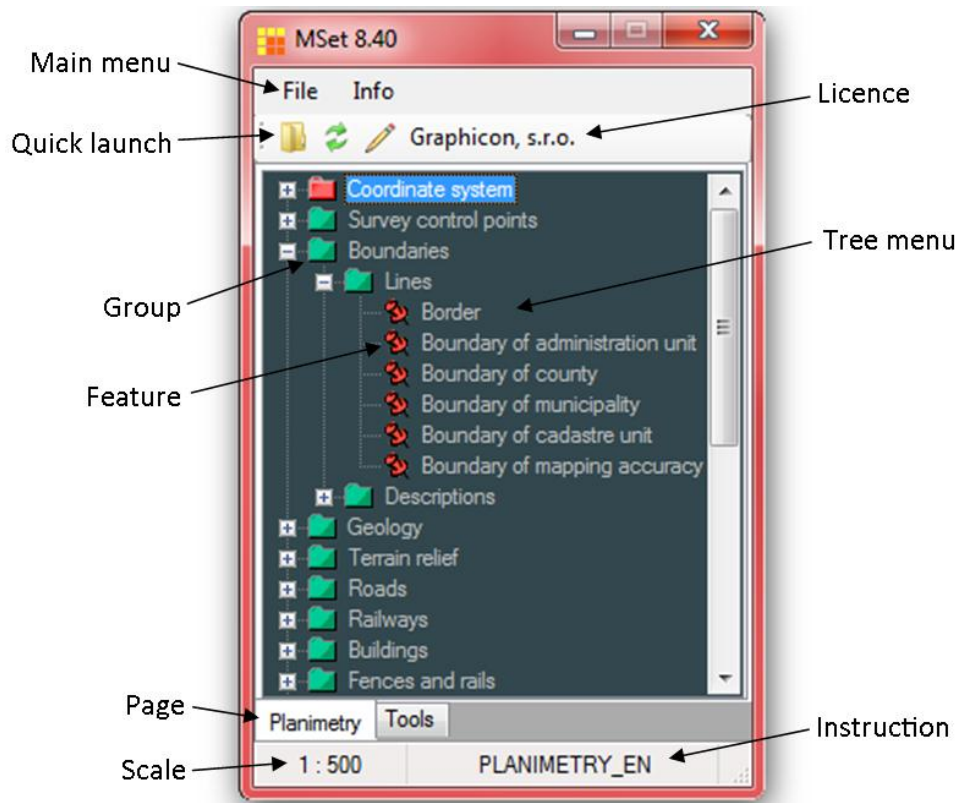 MSet 8.40
Main menu
File Info
Licence
Quick launch
Graphicon, s.r.o.
Coordinate system
Survey control points
Boundaries
Tree menu
Lines
Group
Border
Boundary of administration unit
Feature
Boundary of county
Boundary of municipality
Boundary of cadastre unit
Boundary of mapping accuracy
Descriptions
Geology
Terrain relief
Roads
Railways
Buildings
Fences and rails
Page
Planimetry Tools
Instruction
Scale
1 : 500 PLANIMETRY_EN